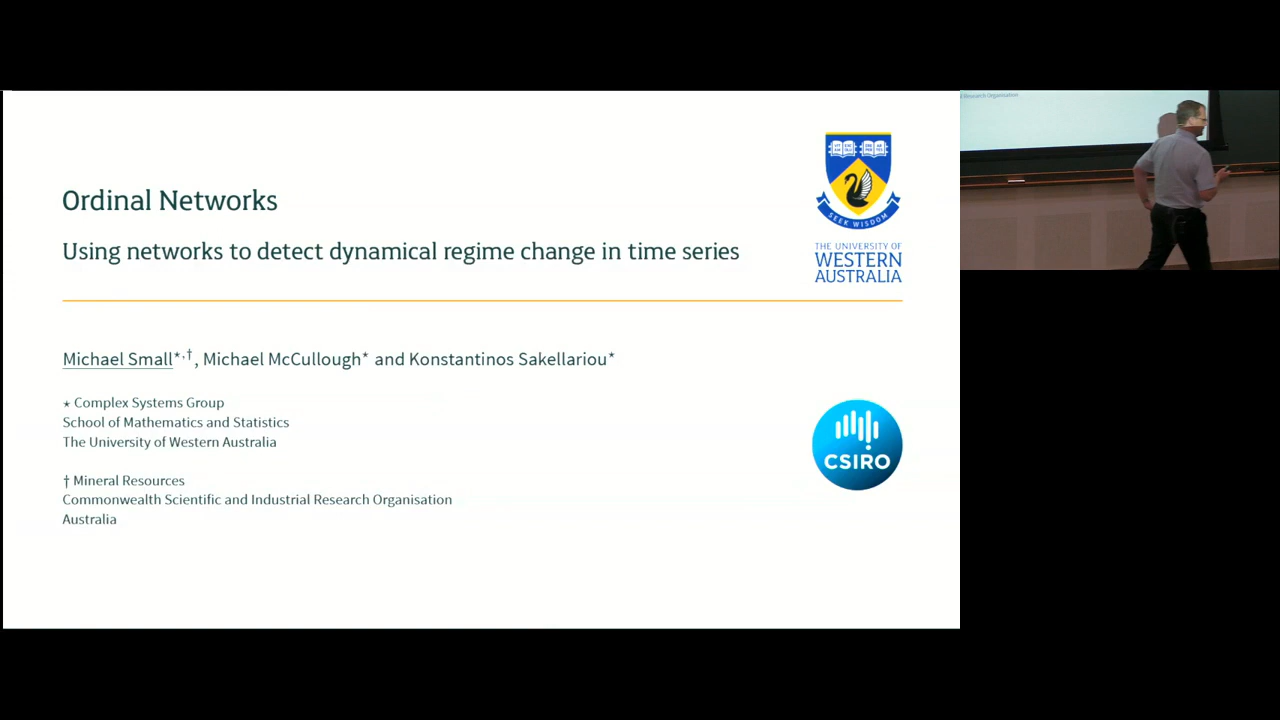 Ordinal Networks
Using networks to detect dynamical regime change in time series
SEEK WISDOM
THE UNIVERSITY OF
WESTERN
AUSTRALIA
Michael Small⋆,†, Michael McCullough⋆ and Konstantinos Sakellariou⋆
⋆ Complex Systems Group
School of Mathematics and Statistics
The University of Western Australia
† Mineral Resources
Commonwealth Scientific and Industrial Research Organisation
Australia
CSIRO